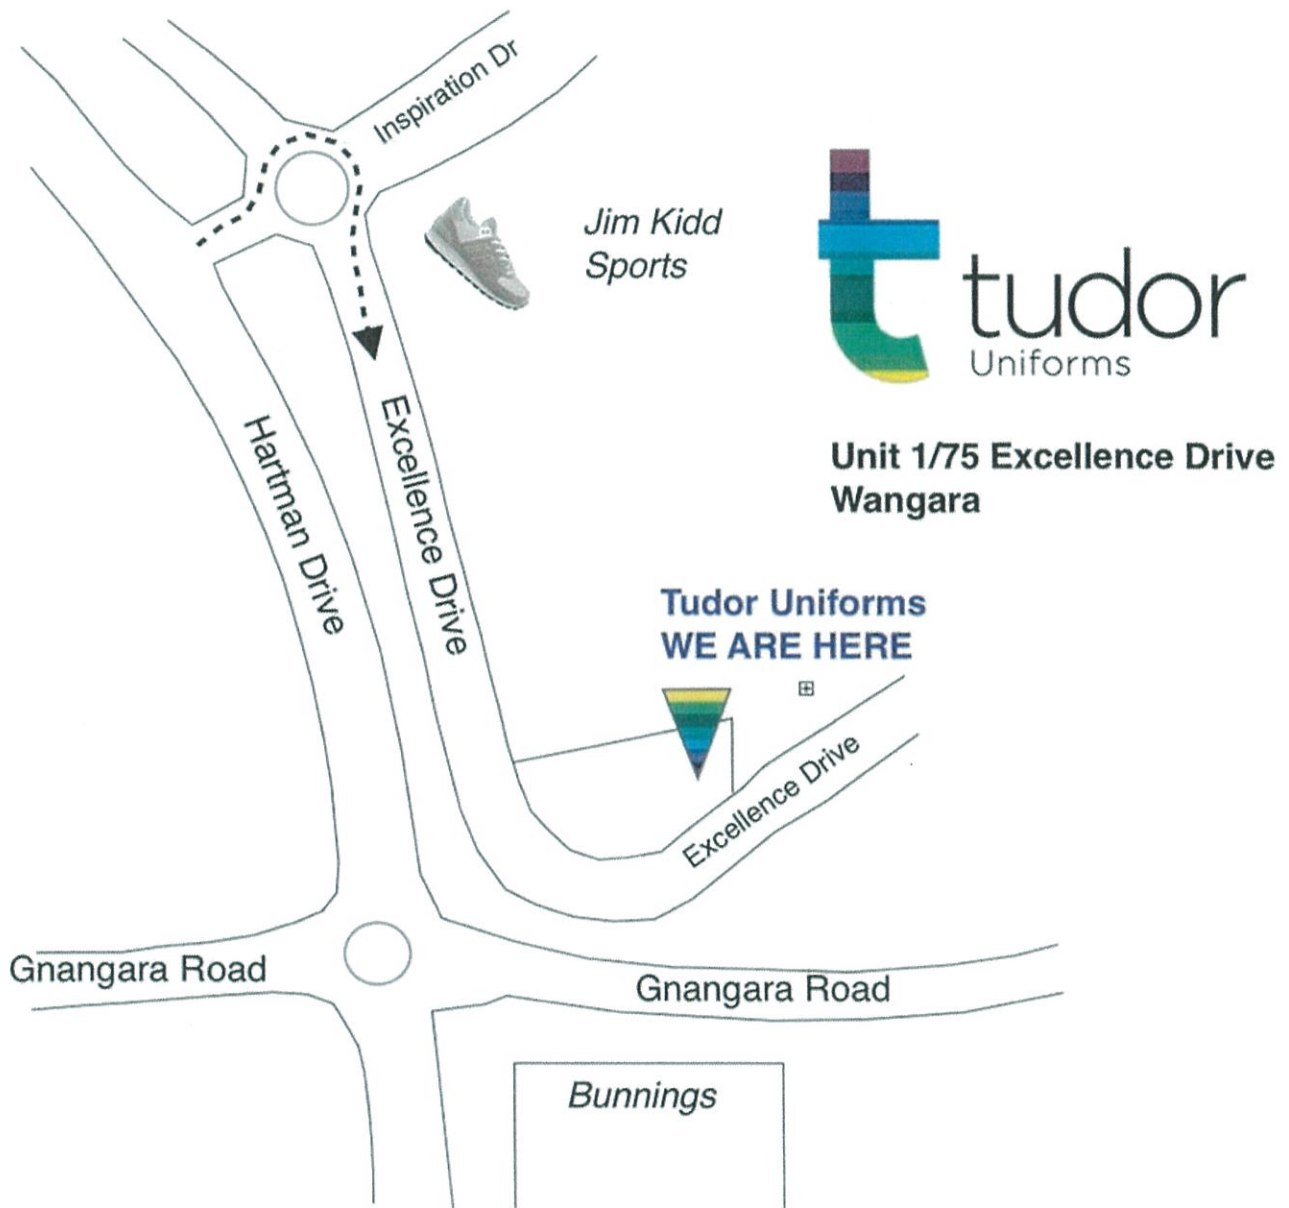 Inspiration Dr
Jim Kidd
Sports
tudor
Uniforms
Unit 1/75 Excellence Drive
Wangara
Hartman Drive
Excellence Drive
Tudor Uniforms
WE ARE HERE
Excellence Drive
Gnangara Road
Gnangara Road
Bunnings